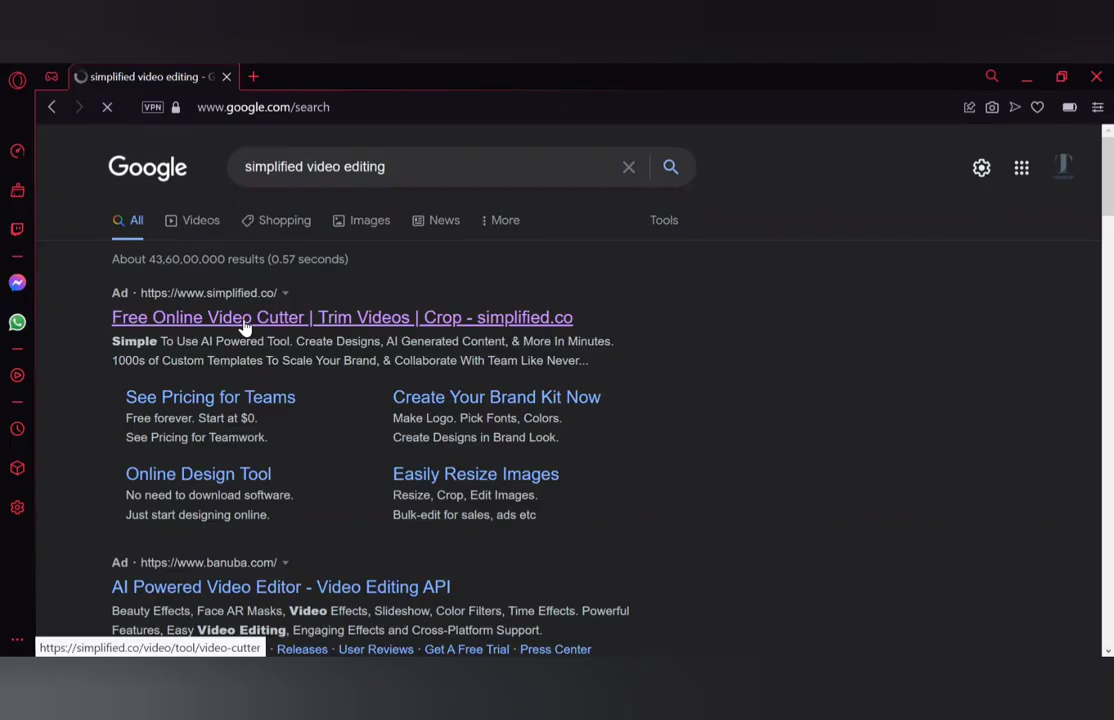 simplified video editing - G
VPN
www.google.com/search
Google
simplified video editing
All
Videos
Shopping
Images
News
More
Tools
About 43,60,00,000 results (0.57 seconds)
Ad · https://www.simplified.co/
Free Online Video Cutter | Trim Videos | Crop - simplified.co
Simple To Use AI Powered Tool. Create Designs, AI Generated Content, & More In Minutes.
1000s of Custom Templates To Scale Your Brand, & Collaborate With Team Like Never...
See Pricing for Teams
Free forever. Start at $0.
See Pricing for Teamwork.
Create Your Brand Kit Now
Make Logo. Pick Fonts, Colors.
Create Designs in Brand Look.
Online Design Tool
No need to download software.
Just start designing online.
Easily Resize Images
Resize, Crop, Edit Images.
Bulk-edit for sales, ads etc
Ad · https://www.banuba.com/
AI Powered Video Editor - Video Editing API
Beauty Effects, Face AR Masks, Video Effects, Slideshow, Color Filters, Time Effects. Powerful
Features, Easy Video Editing, Engaging Effects and Cross-Platform Support.
https://simplified.co/video/tool/video-cutter · Releases · User Reviews · Get A Free Trial · Press Center